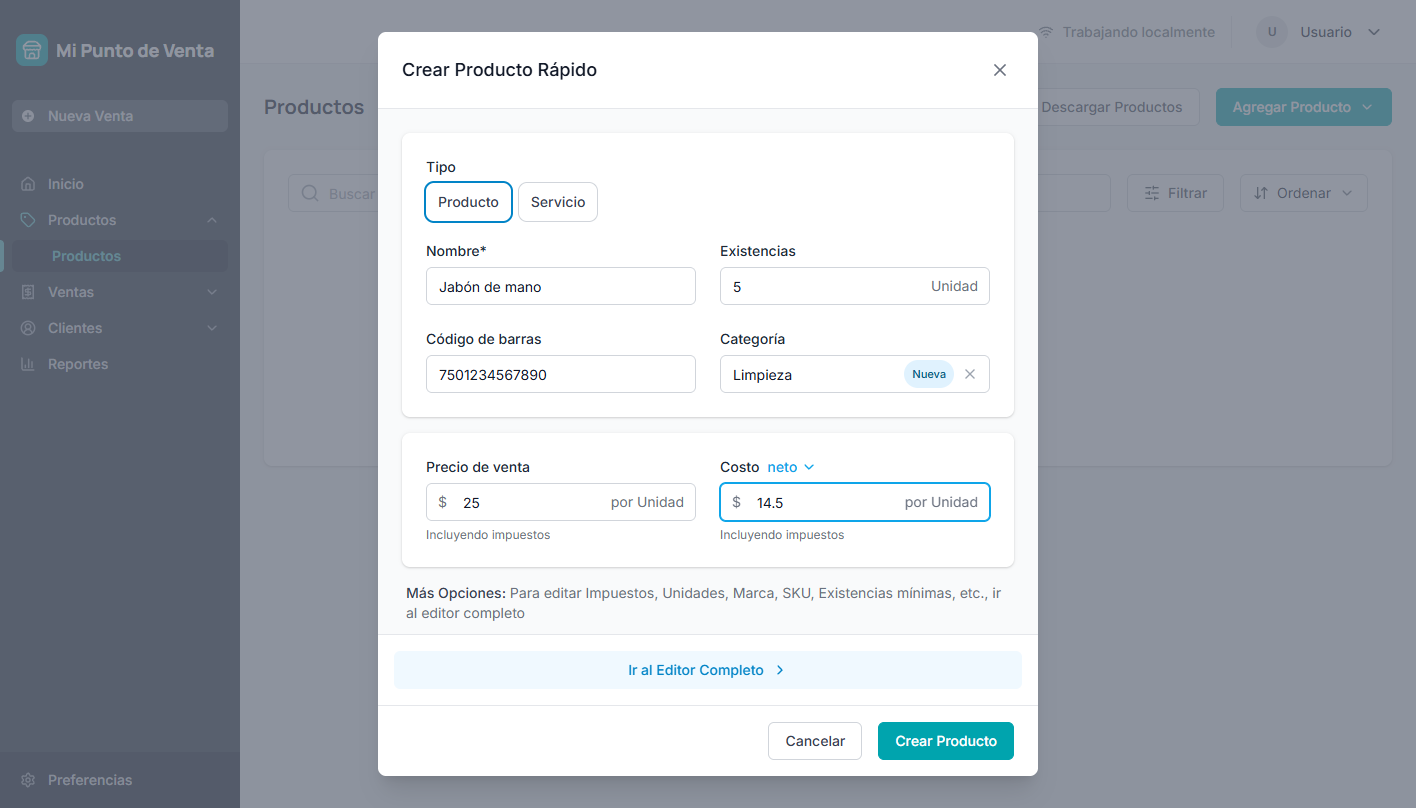 Mi Punto de Venta
Nueva Venta
Inicio
Productos
Productos
Ventas
Clientes
Reportes
Preferencias
Trabajando localmente
U
Usuario
Productos
Descargar Productos
Agregar Producto
Buscar
Filtrar
Ordenar
Crear Producto Rápido
Tipo
Producto
Servicio
Nombre*
Existencias
Jabón de mano
5
Unidad
Código de barras
Categoría
7501234567890
Limpieza
Nueva
Precio de venta
Costo neto
$ 25 por Unidad
$ 14.5 por Unidad
Incluyendo impuestos
Incluyendo impuestos
Más Opciones: Para editar Impuestos, Unidades, Marca, SKU, Existencias mínimas, etc., ir
al editor completo
Ir al Editor Completo
Cancelar
Crear Producto